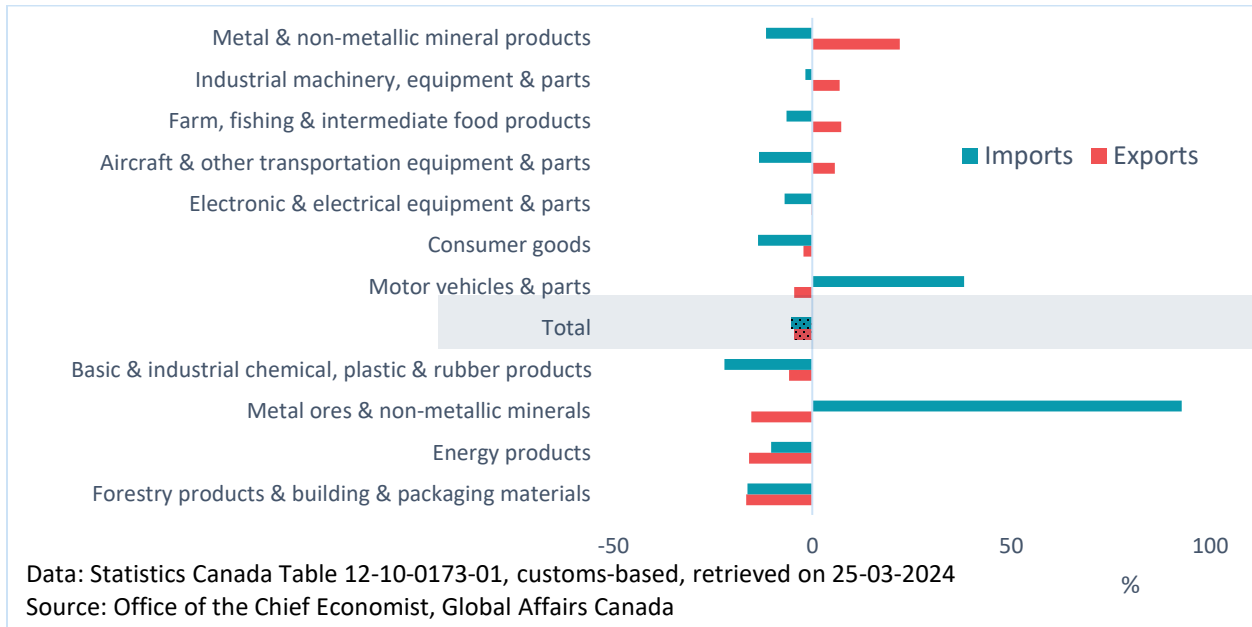 Metal & non-metallic mineral products
Industrial machinery, equipment & parts
Farm, fishing & intermediate food products
Aircraft & other transportation equipment & parts
Imports Exports
Electronic & electrical equipment & parts
Consumer goods
Motor vehicles & parts
Total
Basic & industrial chemical, plastic & rubber products
Metal ores & non-metallic minerals
Energy products
Forestry products & building & packaging materials
-50 0 50 100
%
Data: Statistics Canada Table 12-10-0173-01, customs-based, retrieved on 25-03-2024
Source: Office of the Chief Economist, Global Affairs Canada